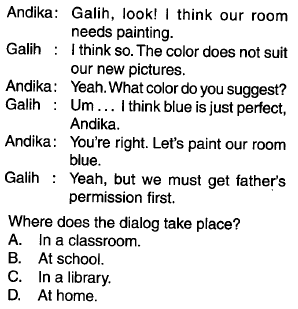 Andika: Galih, look! I think our room
needs painting.
Galih : I think so. The color does not suit
our new pictures.
Andika: Yeah. What color do you suggest?
Galih : Um ... I think blue is just perfect,
Andika.
Andika: You're right. Let's paint our room
blue.
Galih : Yeah, but we must get father's
permission first.
Where does the dialog take place?
A. In a classroom.
B. At school.
C. In a library.
D. At home.